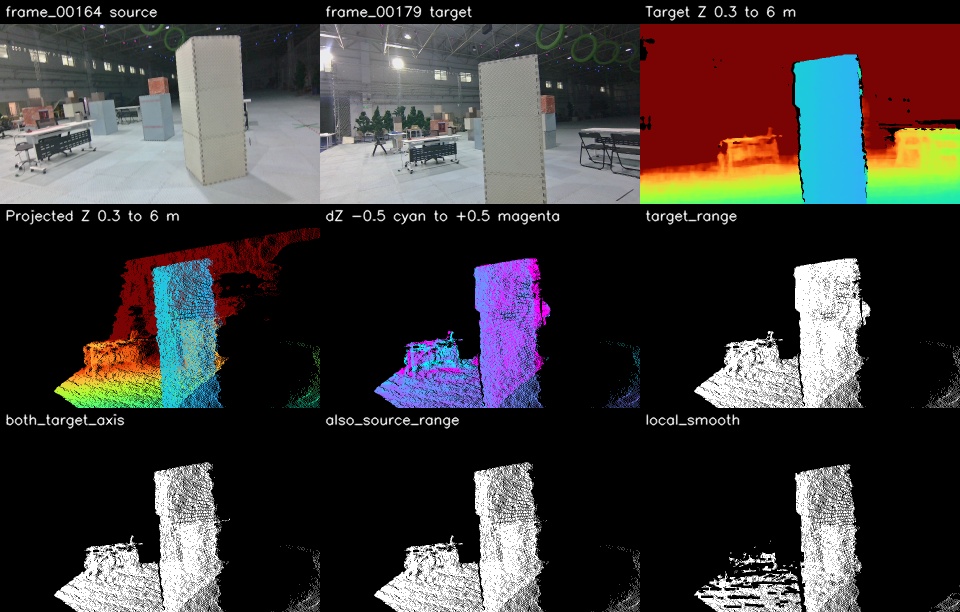 frame_00164 source
frame_00179 target
Target Z 0.3 to 6 m
Projected Z 0.3 to 6 m
dZ −0.5 cyan to +0.5 magenta
target_range
both_target_axis
also_source_range
local_smooth